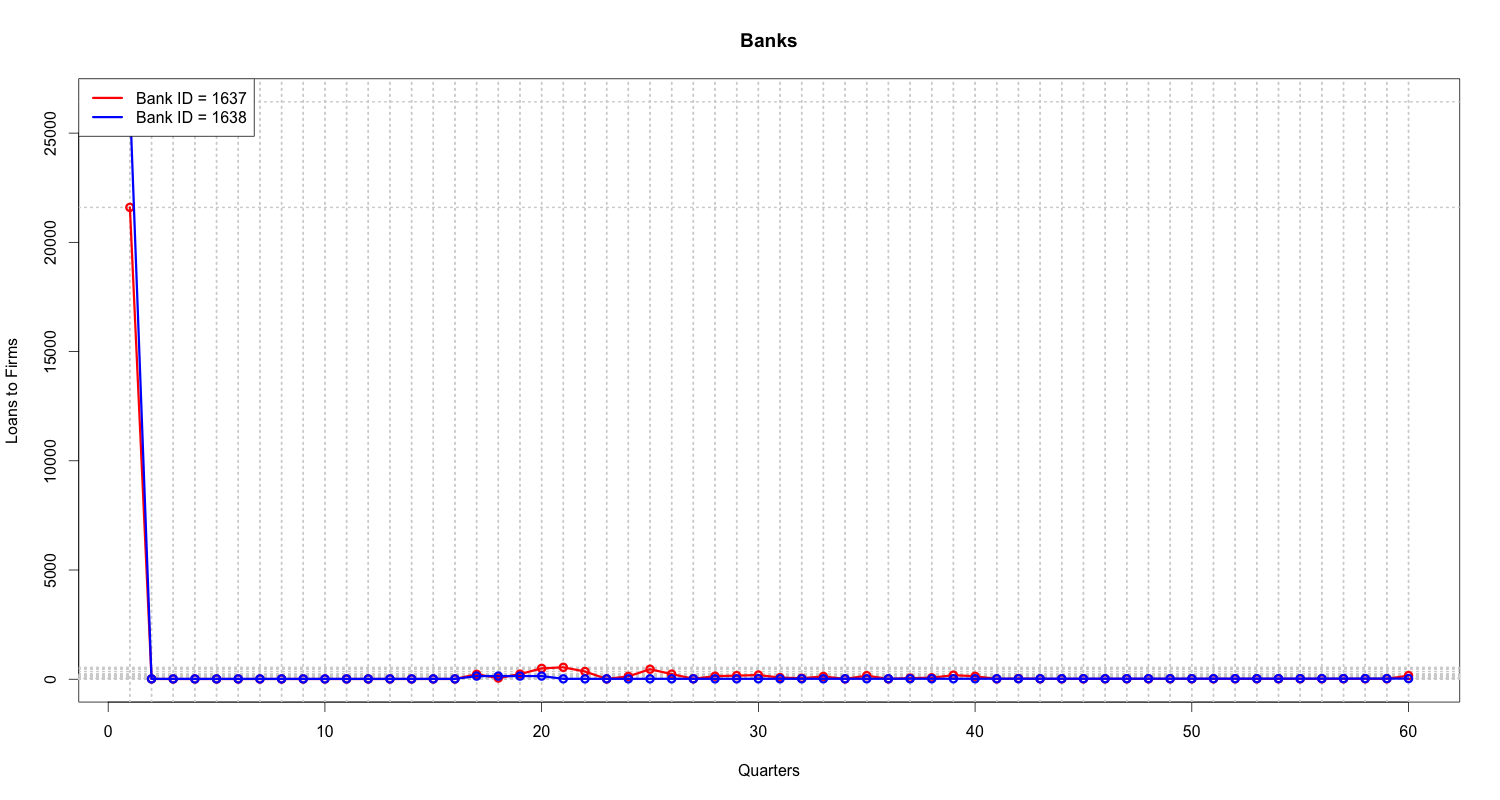 Banks
Bank ID = 1637
Bank ID = 1638
Loans to Firms
25000
20000
15000
10000
5000
0
0 10 20 30 40 50 60
Quarters